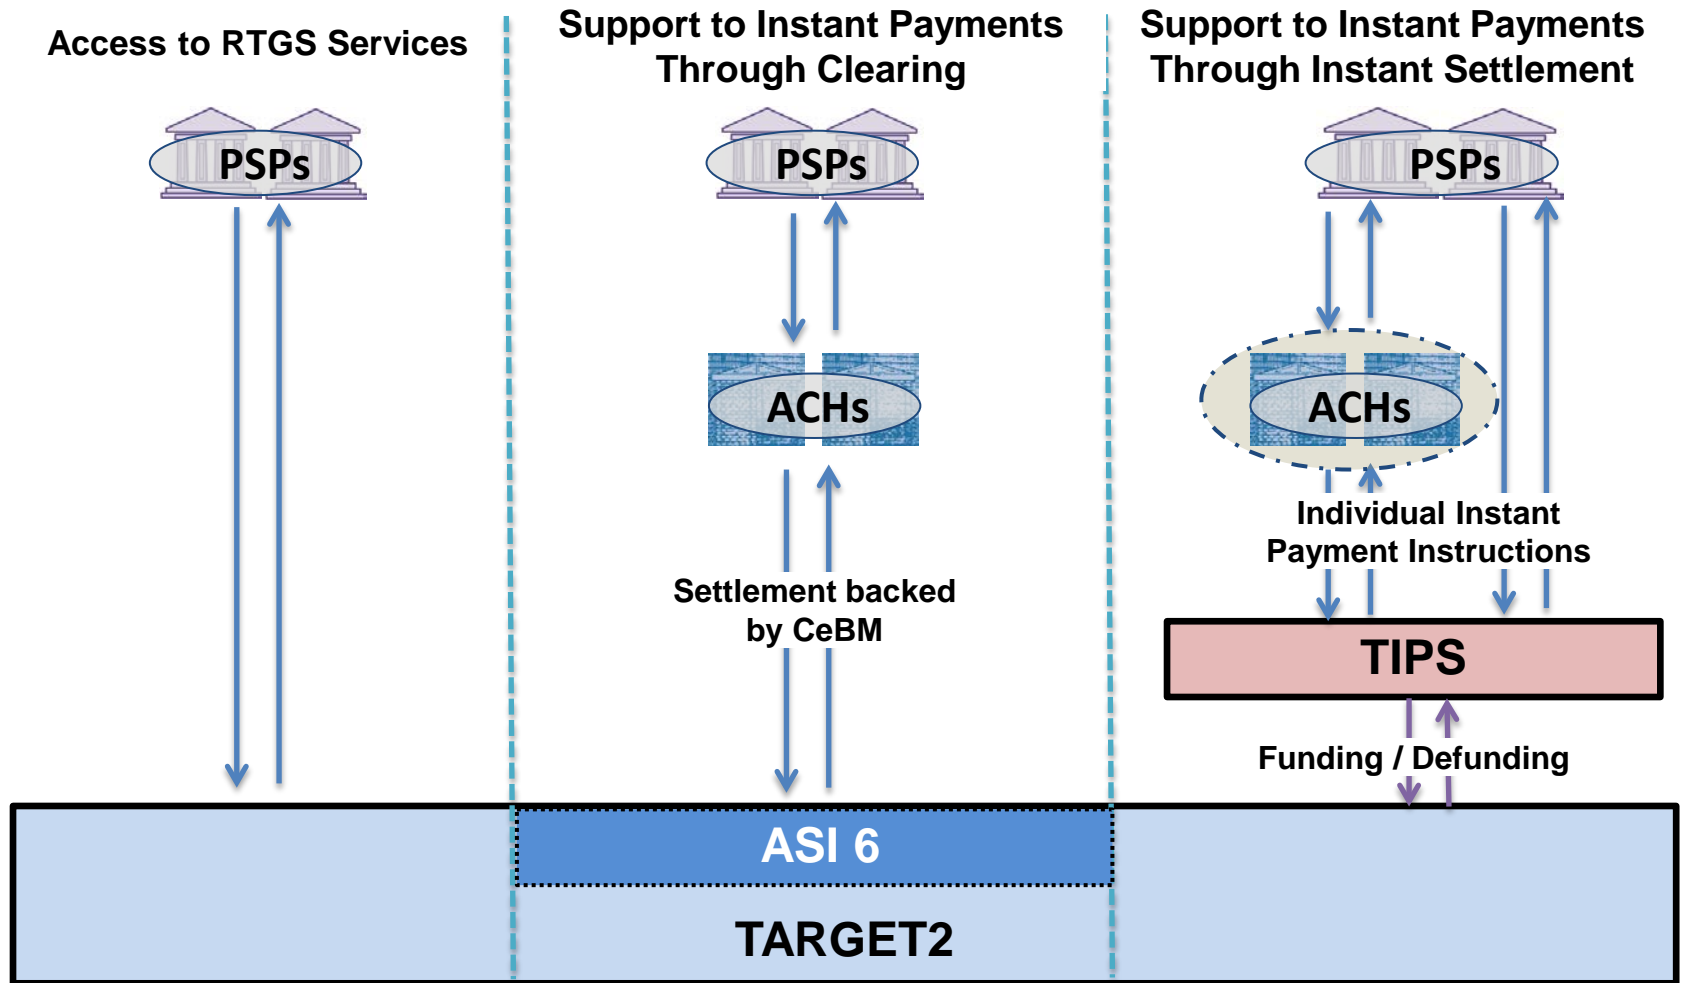 Access to RTGS Services
Support to Instant Payments
Through Clearing
Support to Instant Payments
Through Instant Settlement
PSPs
PSPs
PSPs
ACHs
ACHs
Individual Instant
Payment Instructions
Settlement backed
by CeBM
TIPS
Funding / Defunding
ASI 6
TARGET2